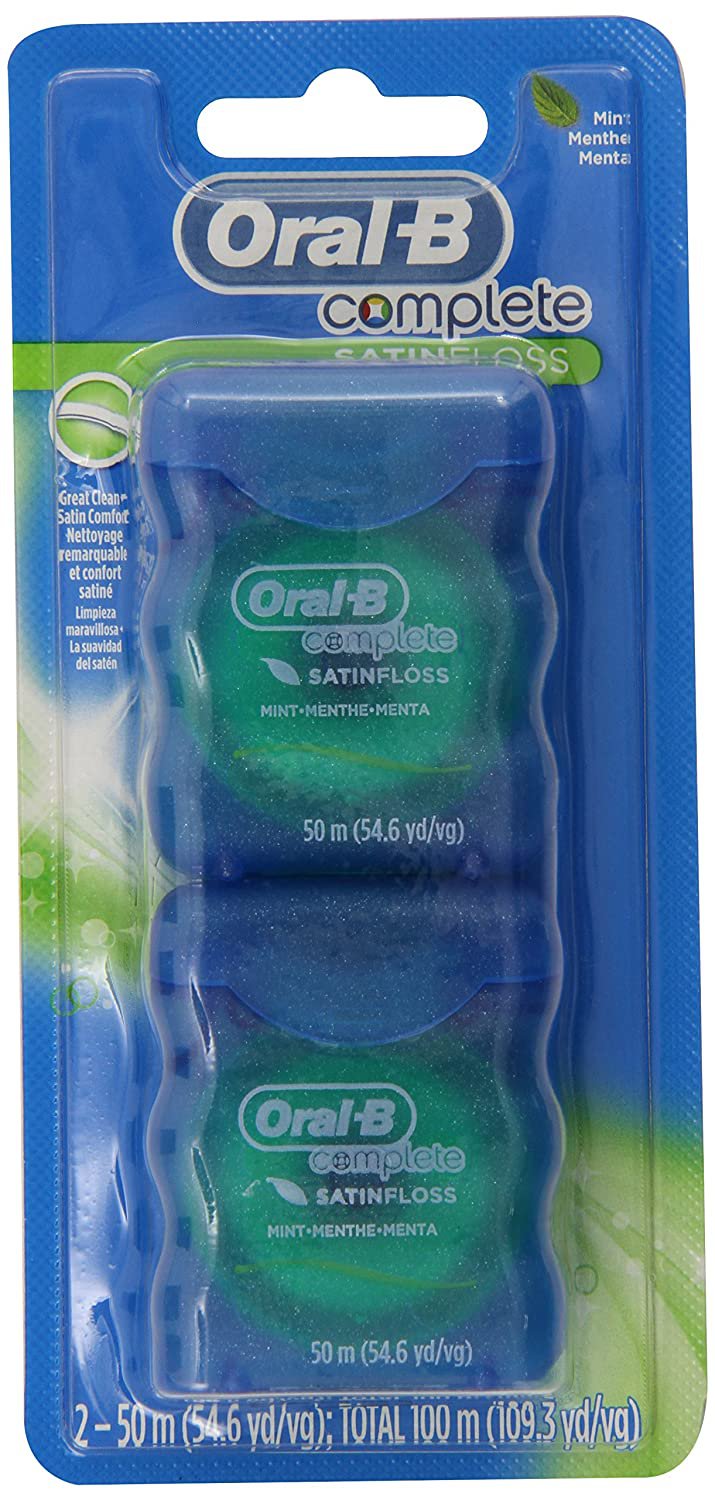 Mint
Menthe
Menta
Oral-B
complete
SATINFLOSS
Great Clean•
Satin Comfort
Nettoyage
remarquable
et confort
satiné
Limpieza
maravillosa •
La suavidad
del satén
Oral-B
complete
SATINFLOSS
MINT•MENTHE•MENTA
50 m (54.6 yd/vg)
Oral-B
complete
SATINFLOSS
MINT•MENTHE•MENTA
50 m (54.6 yd/vg)
2 – 50 m (54.6 yd/vg); TOTAL 100 m (109.3 yd/vg)